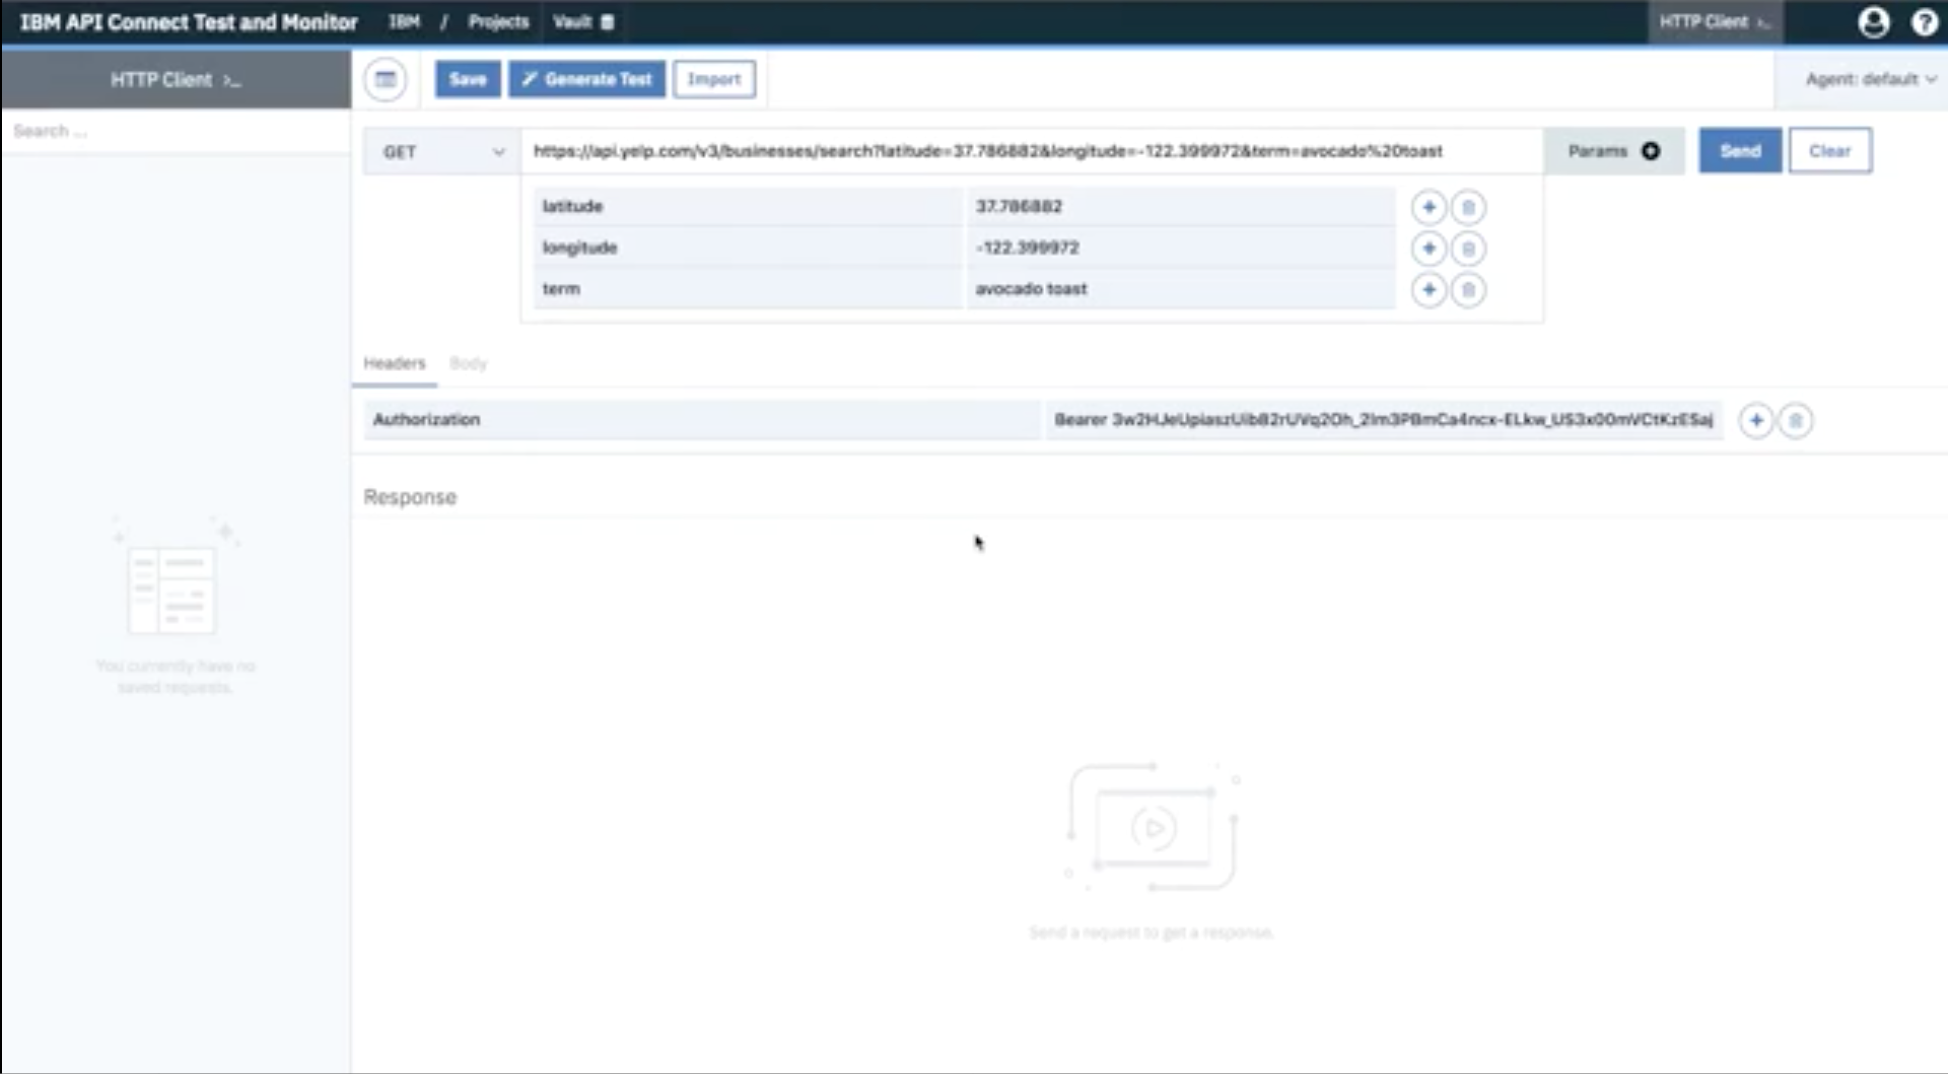 IBM API Connect Test and Monitor IBM / Projects Vault HTTP Client >_
HTTP Client >_ Save Generate Test Import Agent: default
Search ...
GET https://api.yelp.com/v3/businesses/search?latitude=37.786882&longitude=-122.399972&term=avocado%20toast Params Send Clear
latitude 37.786882
longitude -122.399972
term avocado toast
Headers Body
Authorization Bearer
Response
You currently have no
saved requests.
Send a request to get a response.